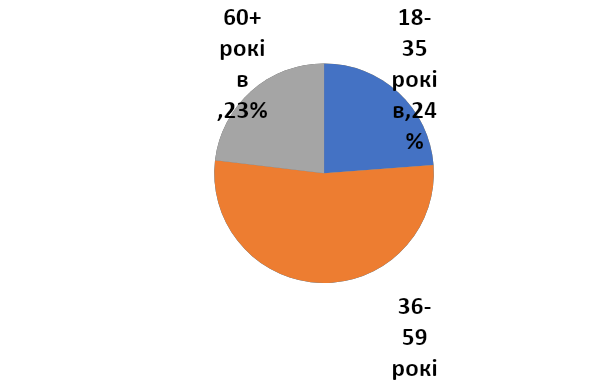 60+
рокі
в
,23%
18-
35
рокі
в,24
%
36-
59
рокі